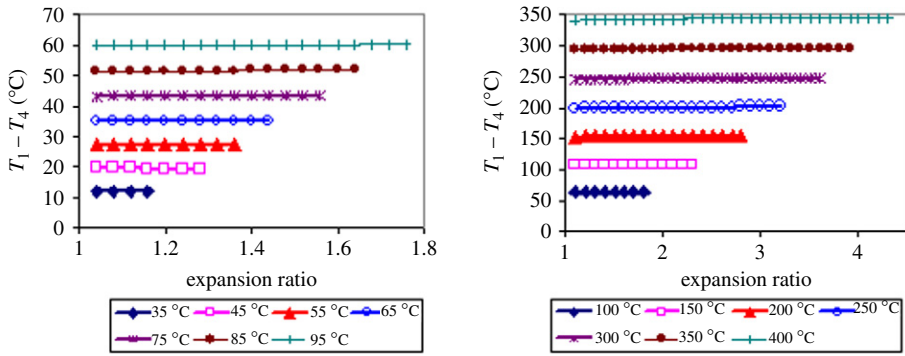 70
60
50
40
30
20
10
0
T1 – T4 (°C)
1 1.2 1.4 1.6 1.8
expansion ratio
35 °C 45 °C 55 °C 65 °C
75 °C 85 °C 95 °C
350
300
250
200
150
100
50
0
T1 – T4 (°C)
1 2 3 4
expansion ratio
100 °C 150 °C 200 °C 250 °C
300 °C 350 °C 400 °C